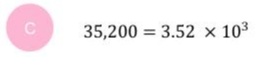 C 35,200 = 3.52 × 10³